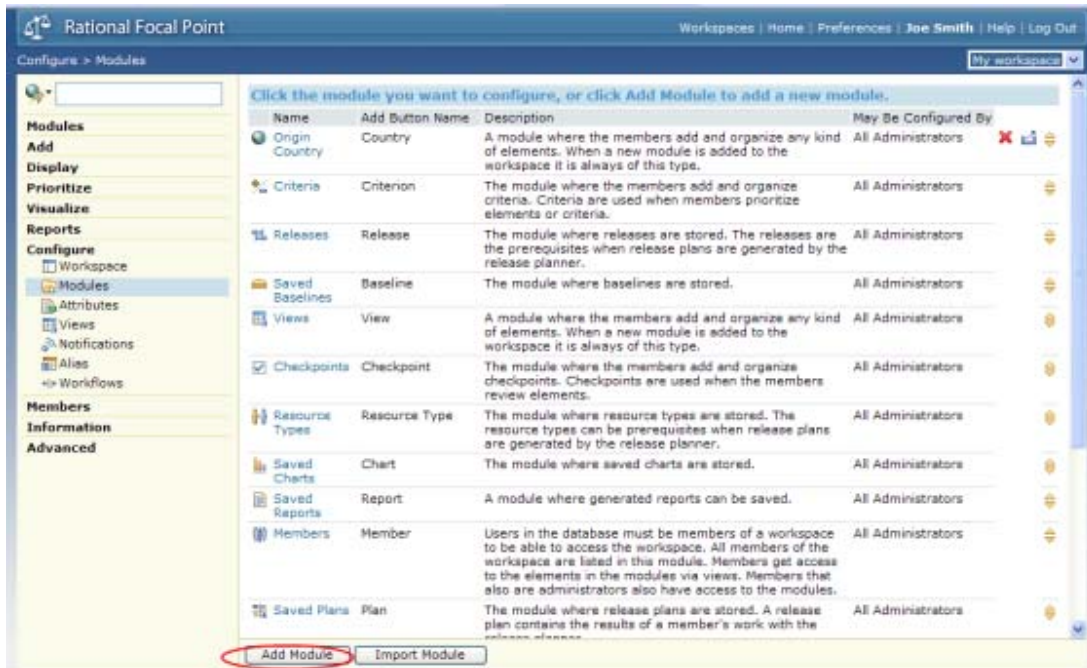 Rational Focal Point
Workspaces | Home | Preferences | Joe Smith | Help | Log Out
Configure > Modules
My workspace
Modules
Add
Display
Prioritize
Visualize
Reports
Configure
Workspace
Modules
Attributes
Views
Notifications
Alias
Workflows
Members
Information
Advanced
Click the module you want to configure, or click Add Module to add a new module.
Name Add Button Name Description May Be Configured By
Origin Country A module where the members add and organize any kind All Administrators
Country of elements. When a new module is added to the
workspace it is always of this type.
Criteria Criterion The module where the members add and organize All Administrators
criteria. Criteria are used when members prioritize
elements or criteria.
Releases Release The module where releases are stored. The releases are All Administrators
the prerequisites when release plans are generated by the
release planner.
Saved Baseline The module where baselines are stored. All Administrators
Baselines
Views View A module where the members add and organize any kind All Administrators
of elements. When a new module is added to the
workspace it is always of this type.
Checkpoints Checkpoint The module where the members add and organize All Administrators
checkpoints. Checkpoints are used when the members
review elements.
Resource Resource Type The module where resource types are stored. The All Administrators
Types resource types can be prerequisites when release plans
are generated by the release planner.
Saved Chart The module where saved charts are stored. All Administrators
Charts
Saved Report A module where generated reports can be saved. All Administrators
Reports
Members Member Users in the database must be members of a workspace All Administrators
to be able to access the workspace. All members of the
workspace are listed in this module. Members get access
to the elements in the modules via views. Members that
also are administrators also have access to the modules.
Saved Plans Plan The module where release plans are stored. A release All Administrators
plan contains the results of a member's work with the
release planner.
Add Module Import Module